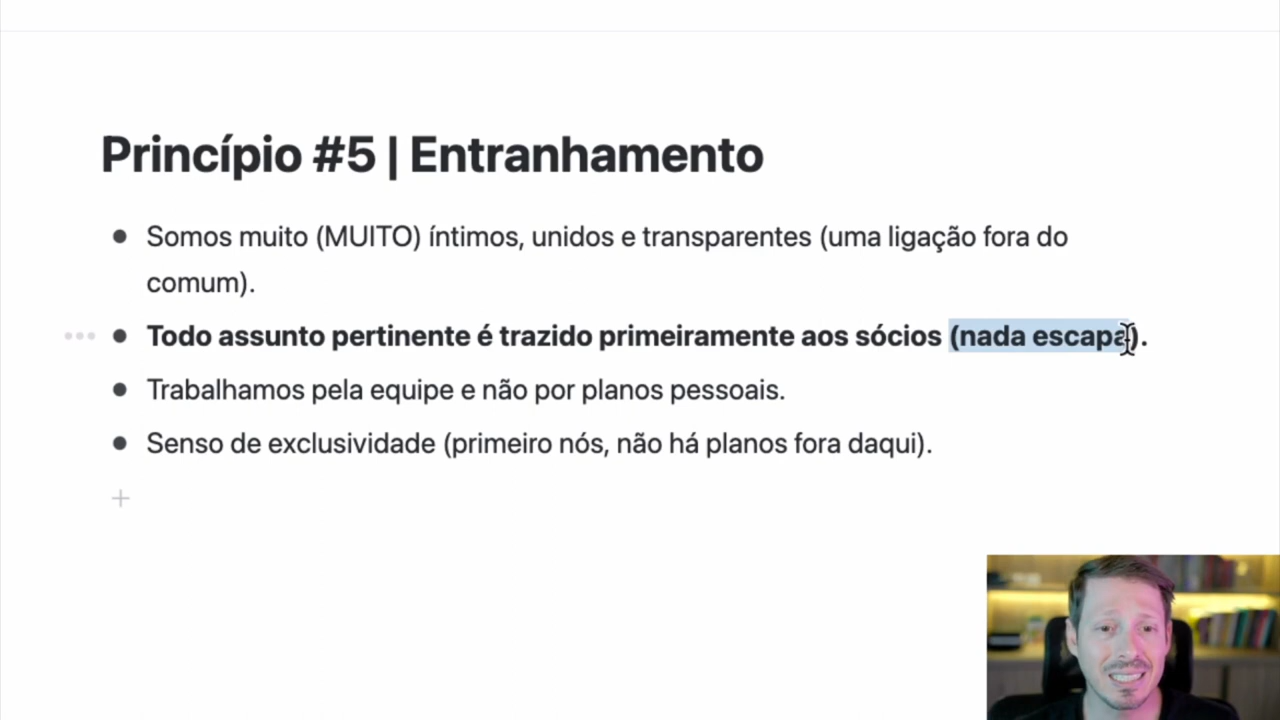 Princípio #5 | Entranhamento
Somos muito (MUITO) íntimos, unidos e transparentes (uma ligação fora do
comum).
Todo assunto pertinente é trazido primeiramente aos sócios (nada escapa).
Trabalhamos pela equipe e não por planos pessoais.
Senso de exclusividade (primeiro nós, não há planos fora daqui).